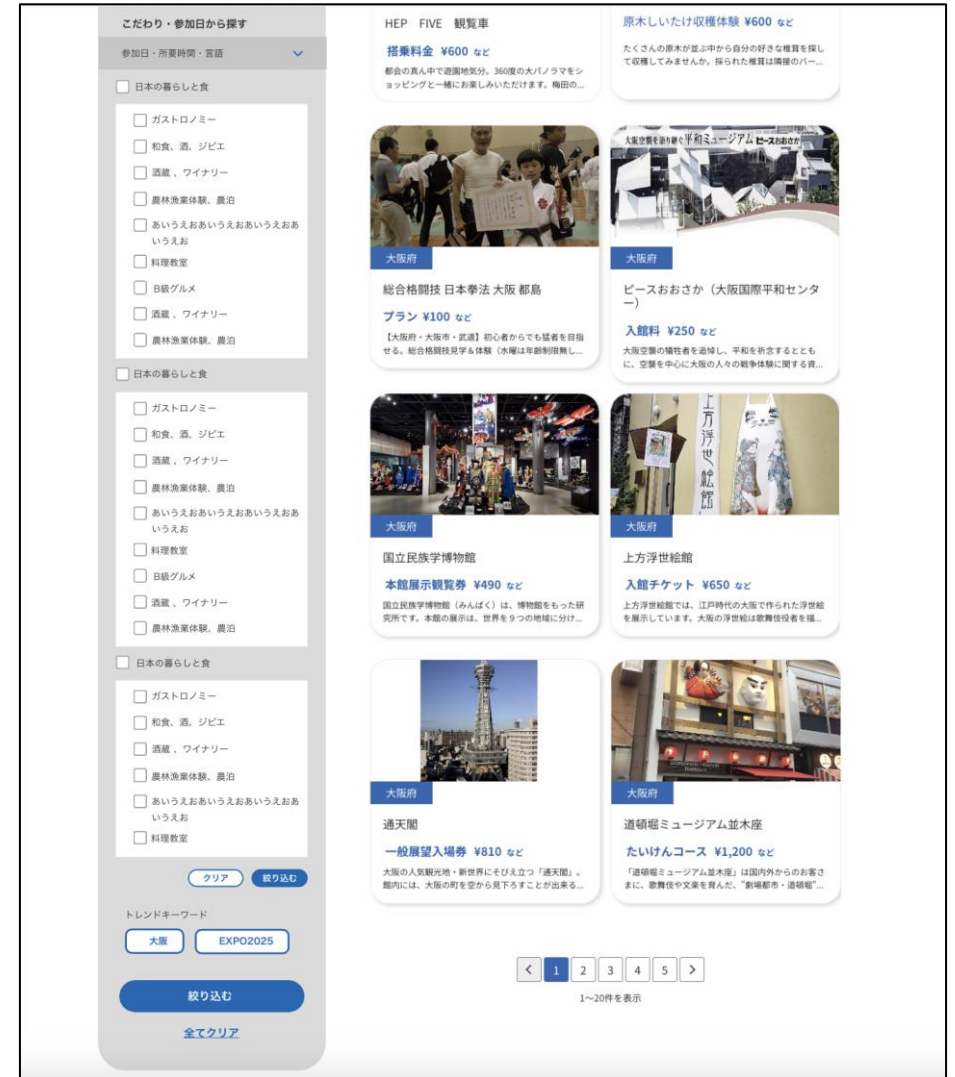 こだわり・参加日から探す
参加日・所要時間・言語
日本の暮らしと食
ガストロノミー
和食、酒、ジビエ
酒蔵 、ワイナリー
農林漁業体験、農泊
あいうえおあいうえおあいうえおあ
いうえお
料理教室
B級グルメ
酒蔵 、ワイナリー
農林漁業体験、農泊
日本の暮らしと食
ガストロノミー
和食、酒、ジビエ
酒蔵 、ワイナリー
農林漁業体験、農泊
あいうえおあいうえおあいうえおあ
いうえお
料理教室
B級グルメ
酒蔵 、ワイナリー
農林漁業体験、農泊
日本の暮らしと食
ガストロノミー
和食、酒、ジビエ
酒蔵 、ワイナリー
農林漁業体験、農泊
あいうえおあいうえおあいうえおあ
いうえお
料理教室
クリア 絞り込む
トレンドキーワード
大阪 EXPO2025
絞り込む
全てクリア
HEP FIVE 観覧車
搭乗料金 ¥600 など
都会の真ん中で遊園地気分。360度の大パノラマをシ
ョッピングと一緒にお楽しみいただけます。梅田の...
原木しいたけ収穫体験 ¥600 など
たくさんの原木が並ぶ中から自分の好きな椎茸を探し
て収穫してみませんか。採られた椎茸は隣接のバー...
大阪府
総合格闘技 日本拳法 大阪 都島
プラン ¥100 など
【大阪府・大阪市・武道】初心者からでも猛者を目指
せる。総合格闘技見学＆体験（水曜は年齢制限無し...
大阪空襲を語り継ぐ平和ミュージアム ピースおおさか
大阪府
ピースおおさか（大阪国際平和センタ
ー）
入館料 ¥250 など
大阪空襲の犠牲者を追悼し、平和を祈念するととも
に、空襲を中心に大阪の人々の戦争体験に関する資...
大阪府
国立民族学博物館
本館展示観覧券 ¥490 など
国立民族学博物館（みんぱく）は、博物館をもった研
究所です。本館の展示は、世界を９つの地域に分け...
上方浮世絵館
大阪府
上方浮世絵館
入館チケット ¥650 など
上方浮世絵館では、江戸時代の大阪で作られた浮世絵
を展示しています。大阪の浮世絵は歌舞伎役者を描...
大阪府
通天閣
一般展望入場券 ¥810 など
大阪の人気観光地・新世界にそびえ立つ「通天閣」。
館内には、大阪の町を空から見下ろすことが出来る...
大阪府
道頓堀ミュージアム並木座
たいけんコース ¥1,200 など
「道頓堀ミュージアム並木座」は国内外からのお客さ
まに、歌舞伎や文楽を育んだ、"劇場都市・道頓堀"...
< 1 2 3 4 5 >
1〜20件を表示